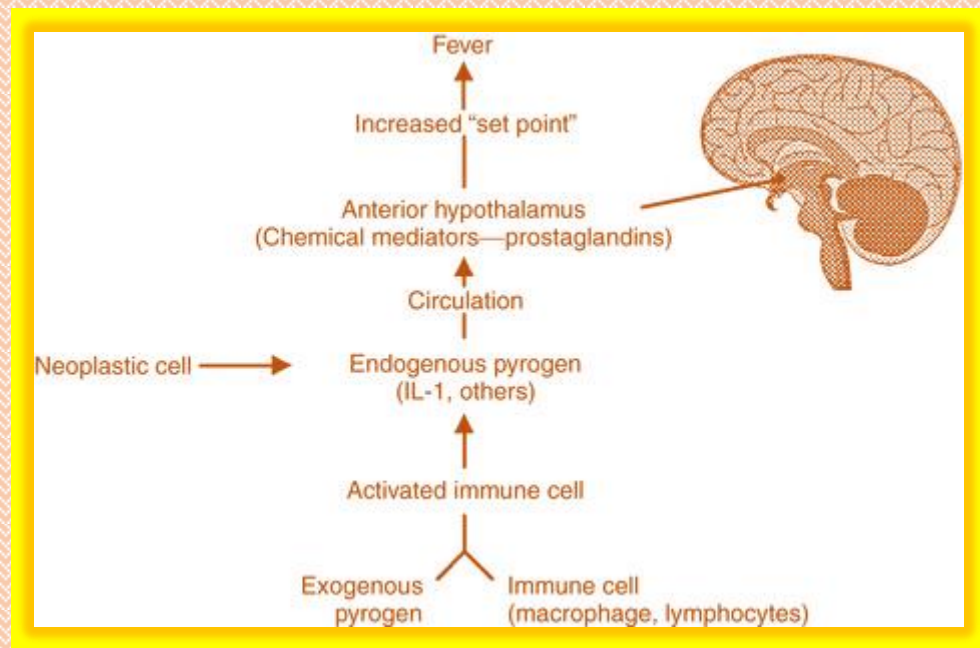 Fever
Increased “set point”
Anterior hypothalamus
(Chemical mediators—prostaglandins)
Circulation
Neoplastic cell
Endogenous pyrogen
(IL-1, others)
Activated immune cell
Exogenous
pyrogen
Immune cell
(macrophage, lymphocytes)